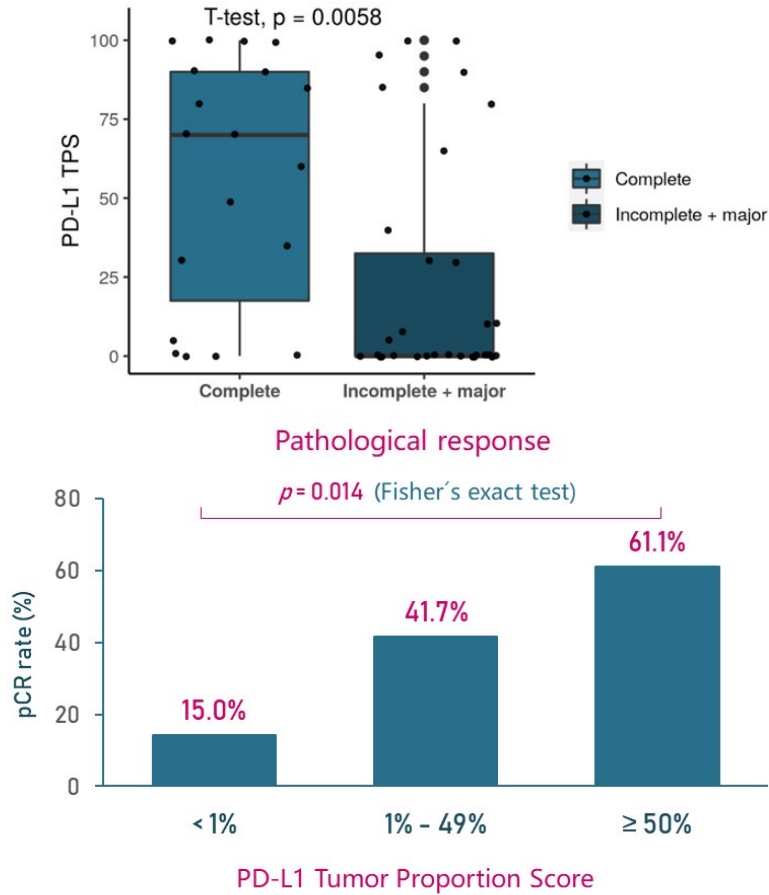 T-test, p = 0.0058
100
75
50
25
0
PD-L1 TPS
Complete
Incomplete + major
Complete
Incomplete + major
Pathological response
p = 0.014 (Fisher´s exact test)
80
60
40
20
0
pCR rate (%)
15.0%
41.7%
61.1%
< 1%
1% - 49%
≥ 50%
PD-L1 Tumor Proportion Score